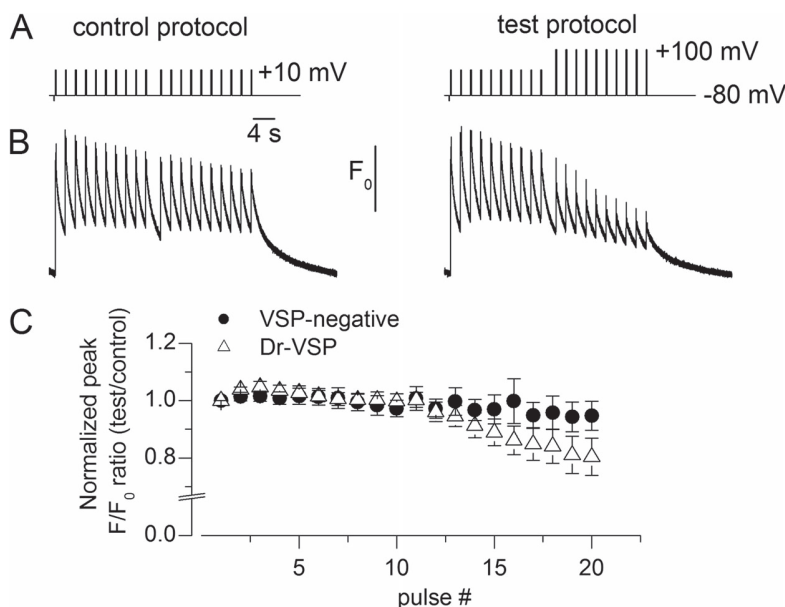 A
control protocol
test protocol
+10 mV
+100 mV
-80 mV
4 s
B
F0
C
VSP-negative
Dr-VSP
Normalized peak
F/F0 ratio (test/control)
1.2
1.0
0.8
0.0
5
10
15
20
pulse #